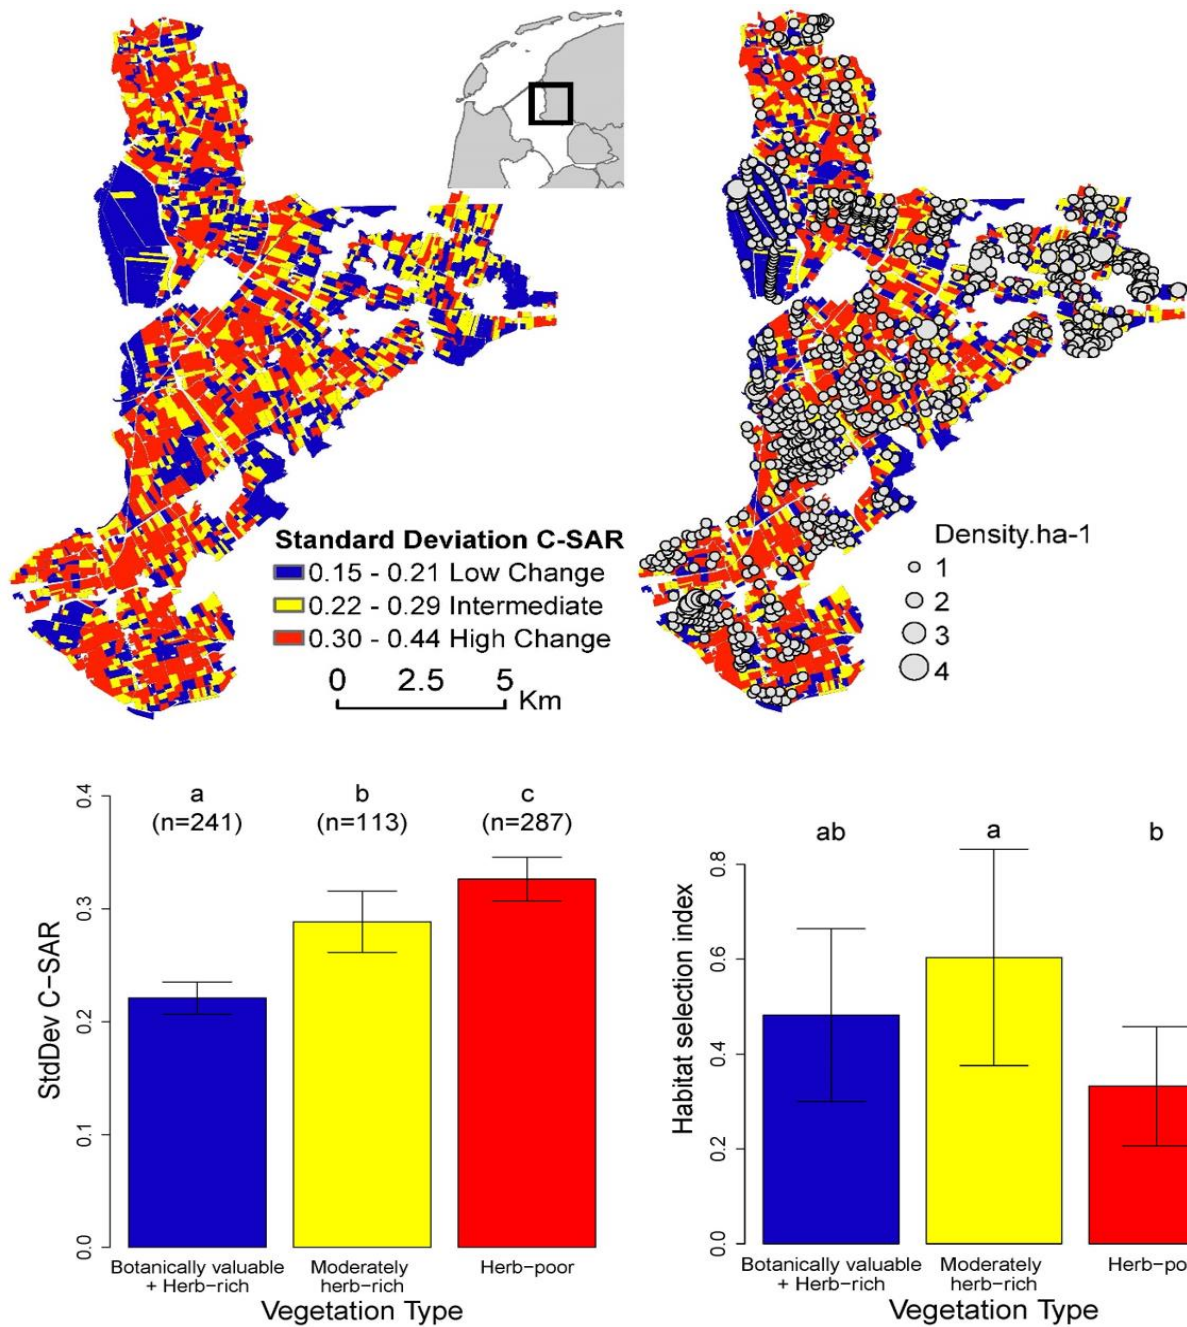 Standard Deviation C-SAR
0.15 - 0.21 Low Change
0.22 - 0.29 Intermediate
0.30 - 0.44 High Change
0 2.5 5
Km
Density.ha-1
1
2
3
4
a b c
(n=241) (n=113) (n=287)
StdDev C-SAR
0.4
0.3
0.2
0.1
0.0
Botanically valuable
+ Herb-rich
Moderately
herb-rich
Herb-poor
Vegetation Type
ab a b
Habitat selection index
0.8
0.6
0.4
0.2
0.0
Botanically valuable
+ Herb-rich
Moderately
herb-rich
Herb-po
Vegetation Type